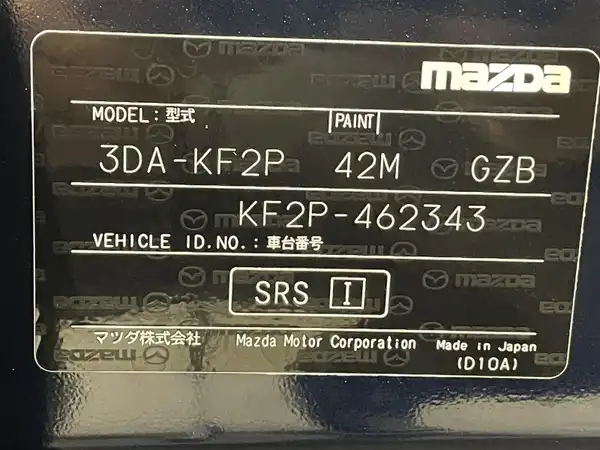 mazda
MODEL: 型式 PAINT
3DA-KF2P 42M GZB
KF2P-462343
VEHICLE ID.NO.: 車台番号
SRS I
マツダ株式会社 Mazda Motor Corporation Made in Japan
(D10A)